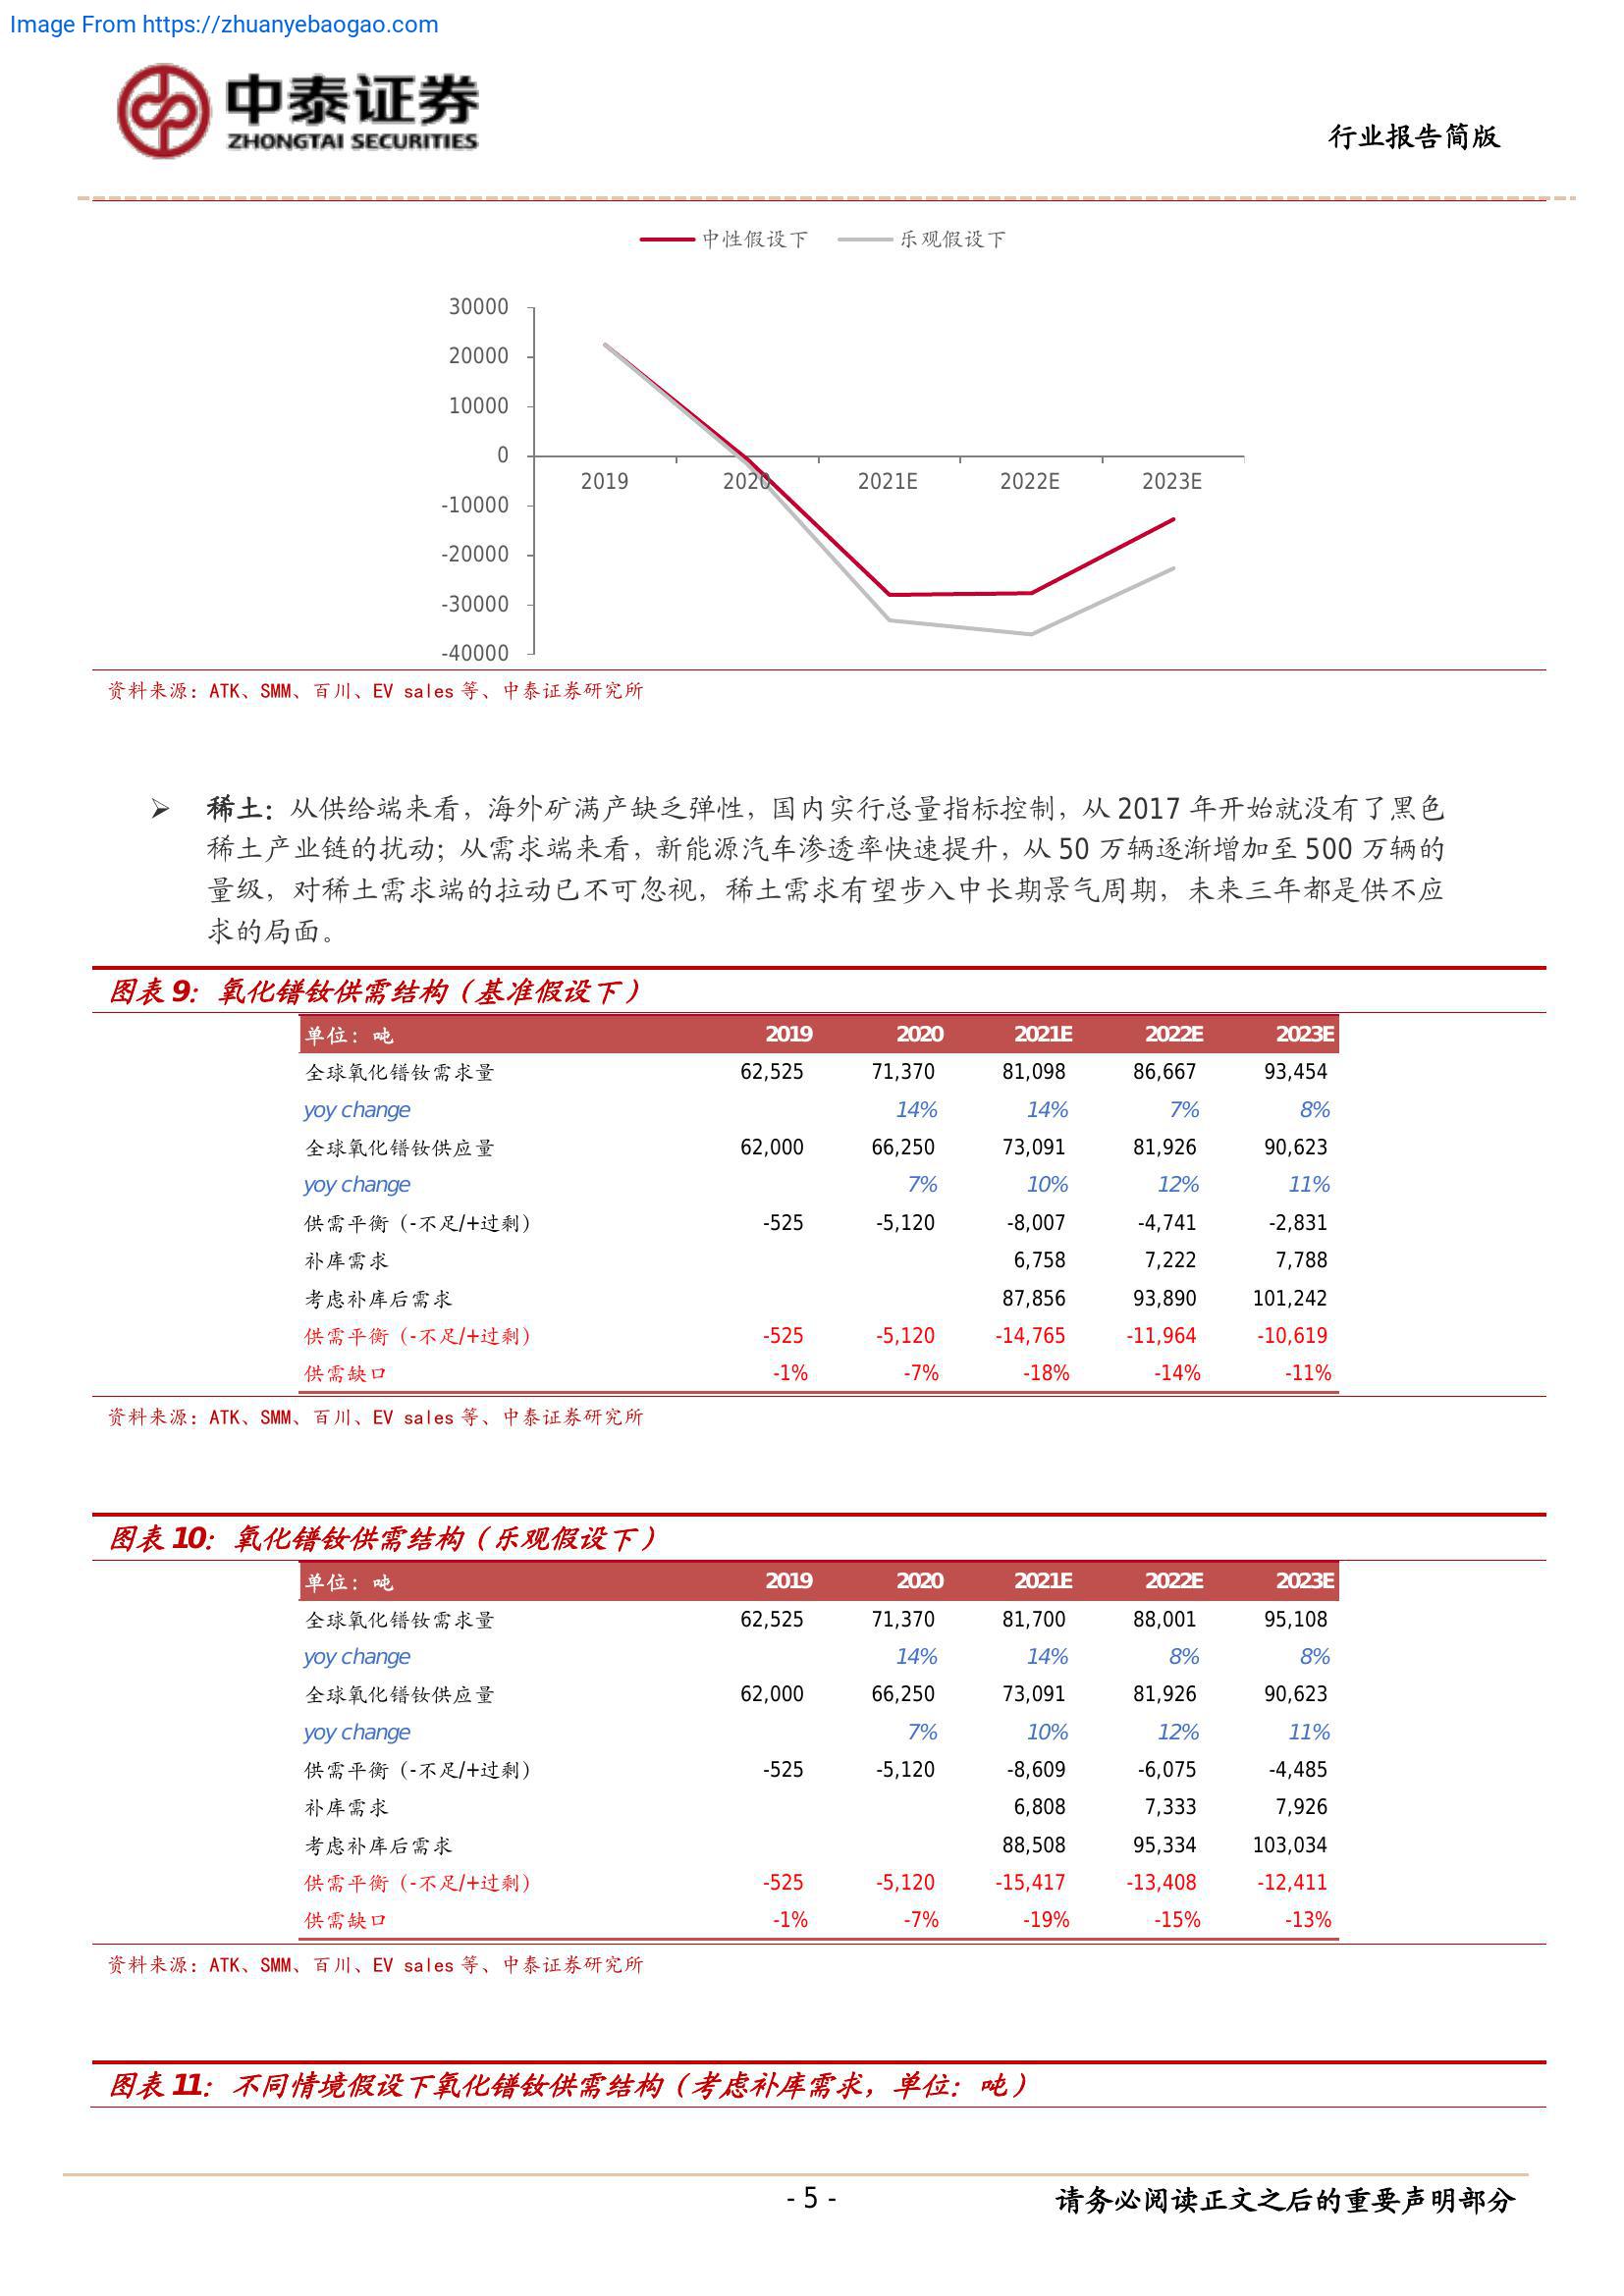 Image From https://zhuanyebaogao.com
中泰证券
ZHONGTAI SECURITIES
行业报告简版
中性假设下 乐观假设下
30000
20000
10000
0
2019 2020 2021E 2022E 2023E
-10000
-20000
-30000
-40000
资料来源：ATK、SMM、百川、EV sales 等、中泰证券研究所
➢ 稀土：从供给端来看，海外矿满产缺乏弹性，国内实行总量指标控制，从 2017 年开始就没有了黑色
稀土产业链的扰动；从需求端来看，新能源汽车渗透率快速提升，从 50 万辆逐渐增加至 500 万辆的
量级，对稀土需求端的拉动已不可忽视，稀土需求有望步入中长期景气周期，未来三年都是供不应
求的局面。
图表 9：氧化镨钕供需结构（基准假设下）
单位：吨 2019 2020 2021E 2022E 2023E
全球氧化镨钕需求量 62,525 71,370 81,098 86,667 93,454
yoy change 14% 14% 7% 8%
全球氧化镨钕供应量 62,000 66,250 73,091 81,926 90,623
yoy change 7% 10% 12% 11%
供需平衡（-不足/+过剩） -525 -5,120 -8,007 -4,741 -2,831
补库需求 6,758 7,222 7,788
考虑补库后需求 87,856 93,890 101,242
供需平衡（-不足/+过剩） -525 -5,120 -14,765 -11,964 -10,619
供需缺口 -1% -7% -18% -14% -11%
资料来源：ATK、SMM、百川、EV sales 等、中泰证券研究所
图表 10：氧化镨钕供需结构（乐观假设下）
单位：吨 2019 2020 2021E 2022E 2023E
全球氧化镨钕需求量 62,525 71,370 81,700 88,001 95,108
yoy change 14% 14% 8% 8%
全球氧化镨钕供应量 62,000 66,250 73,091 81,926 90,623
yoy change 7% 10% 12% 11%
供需平衡（-不足/+过剩） -525 -5,120 -8,609 -6,075 -4,485
补库需求 6,808 7,333 7,926
考虑补库后需求 88,508 95,334 103,034
供需平衡（-不足/+过剩） -525 -5,120 -15,417 -13,408 -12,411
供需缺口 -1% -7% -19% -15% -13%
资料来源：ATK、SMM、百川、EV sales 等、中泰证券研究所
图表 11：不同情境假设下氧化镨钕供需结构（考虑补库需求，单位：吨）
- 5 -
请务必阅读正文之后的重要声明部分